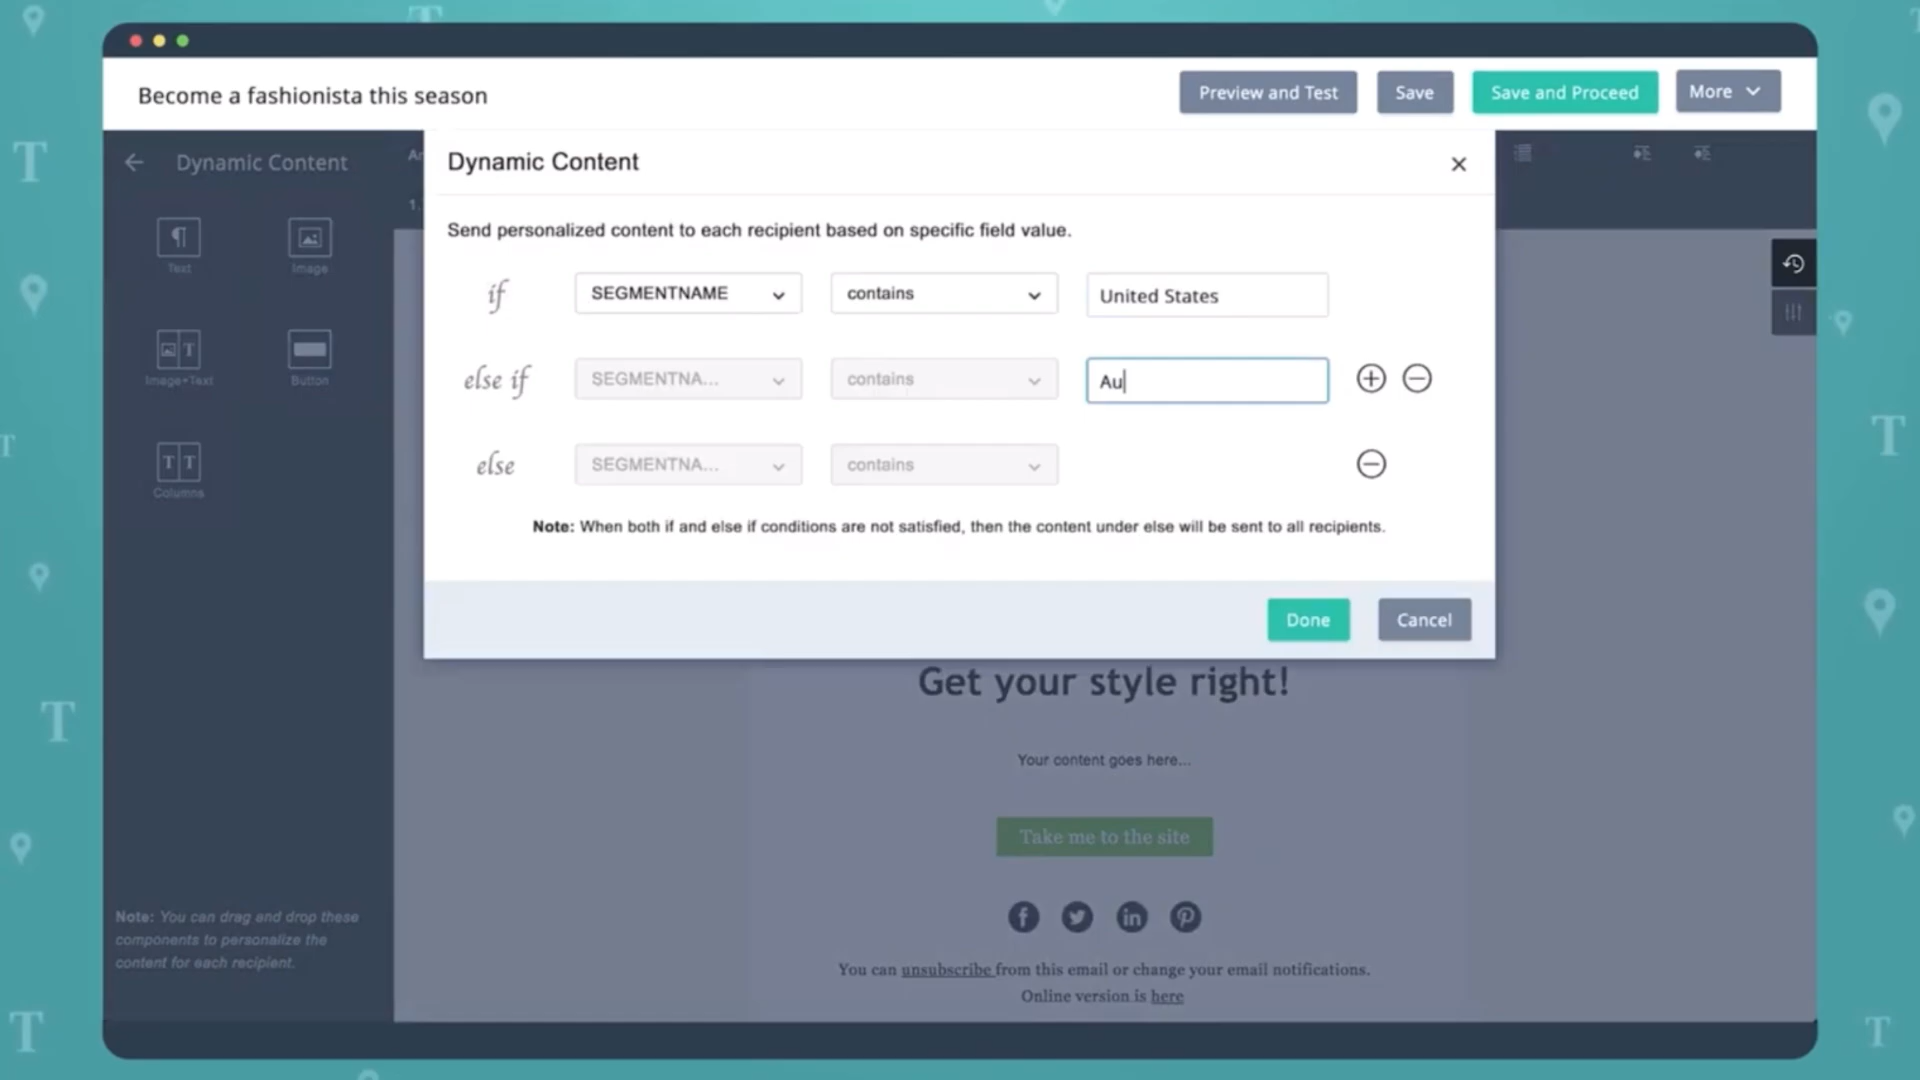 Become a fashionista this season
Preview and Test
Save
Save and Proceed
More
Dynamic Content
Text
Image
Image+Text
Button
Columns
Note: You can drag and drop these
components to personalize the
content for each recipient.
Dynamic Content
Send personalized content to each recipient based on specific field value.
if SEGMENTNAME contains United States
else if SEGMENTNA... contains Au
else SEGMENTNA... contains
Note: When both if and else if conditions are not satisfied, then the content under else will be sent to all recipients.
Done
Cancel
Get your style right!
Your content goes here...
Take me to the site
You can unsubscribe from this email or change your email notifications.
Online version is here